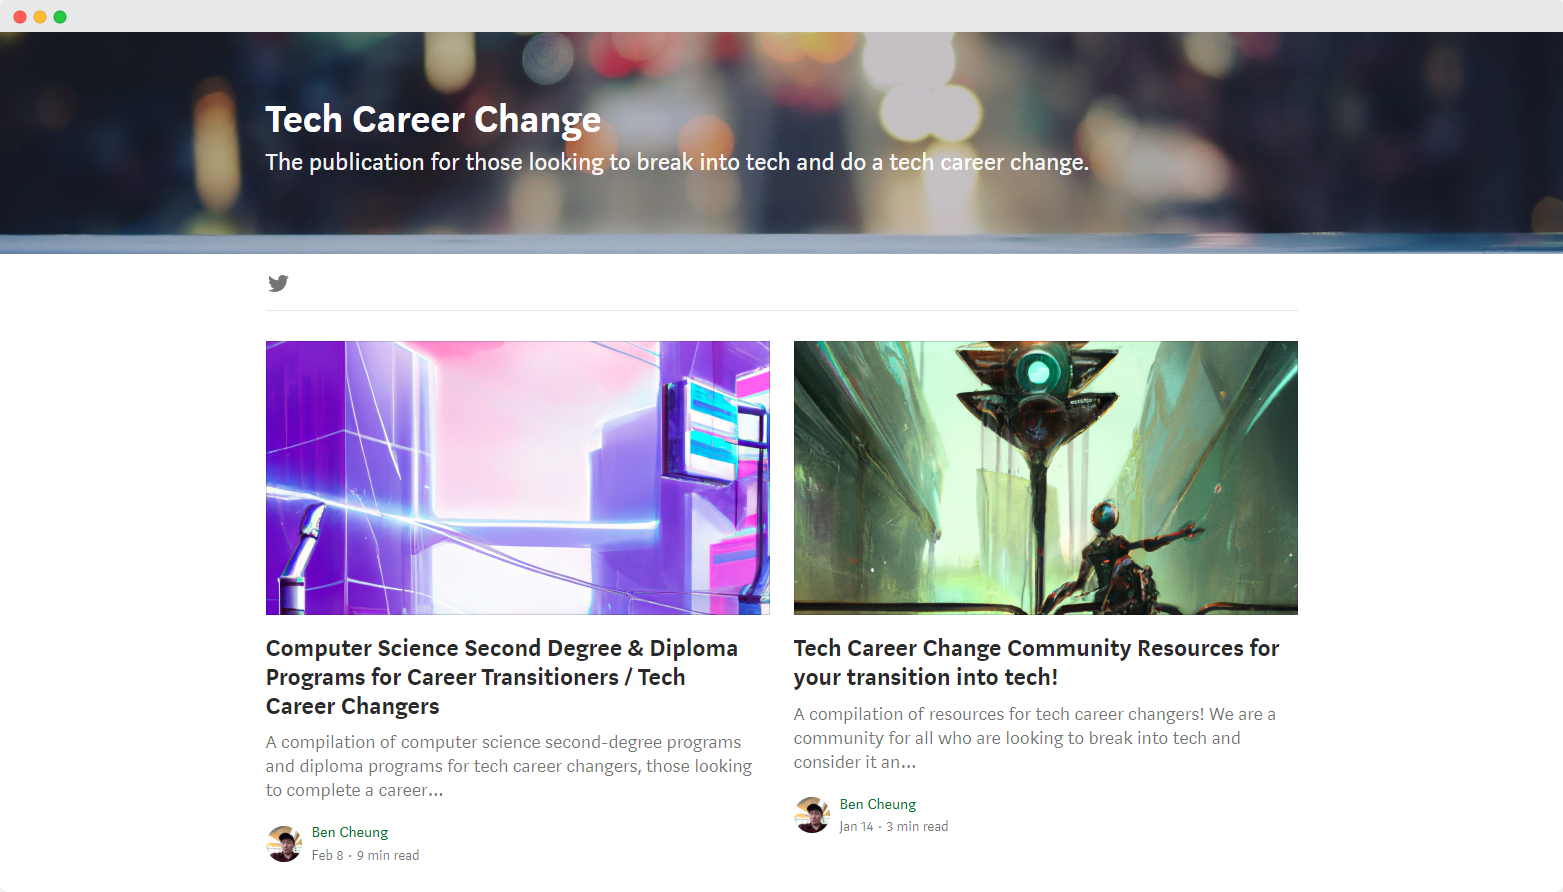 Tech Career Change
The publication for those looking to break into tech and do a tech career change.
Computer Science Second Degree & Diploma
Programs for Career Transitioners / Tech
Career Changers
A compilation of computer science second-degree programs
and diploma programs for tech career changers, those looking
to complete a career...
Ben Cheung
Feb 8 · 9 min read
Tech Career Change Community Resources for
your transition into tech!
A compilation of resources for tech career changers! We are a
community for all who are looking to break into tech and
consider it an...
Ben Cheung
Jan 14 · 3 min read